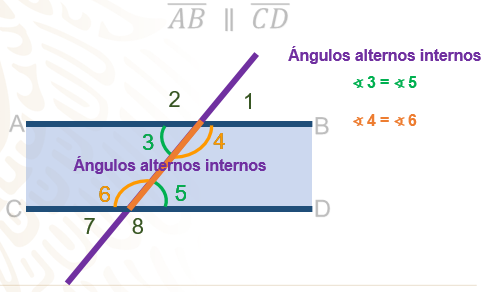 AB ∥ CD
Ángulos alternos internos
∢ 3 = ∢ 5
∢ 4 = ∢ 6
2 1
A B
3 4
Ángulos alternos internos
6 5
C D
7 8